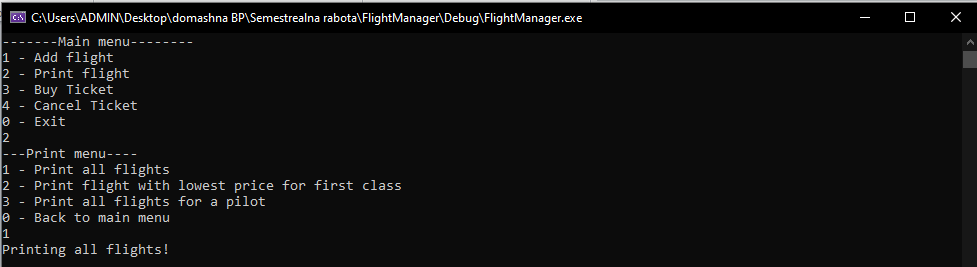 C:\Users\ADMIN\Desktop\domashna BP\Semestrealna rabota\FlightManager\Debug\FlightManager.exe
-------Main menu--------
1 - Add flight
2 - Print flight
3 - Buy Ticket
4 - Cancel Ticket
0 - Exit
2
---Print menu----
1 - Print all flights
2 - Print flight with lowest price for first class
3 - Print all flights for a pilot
0 - Back to main menu
1
Printing all flights!